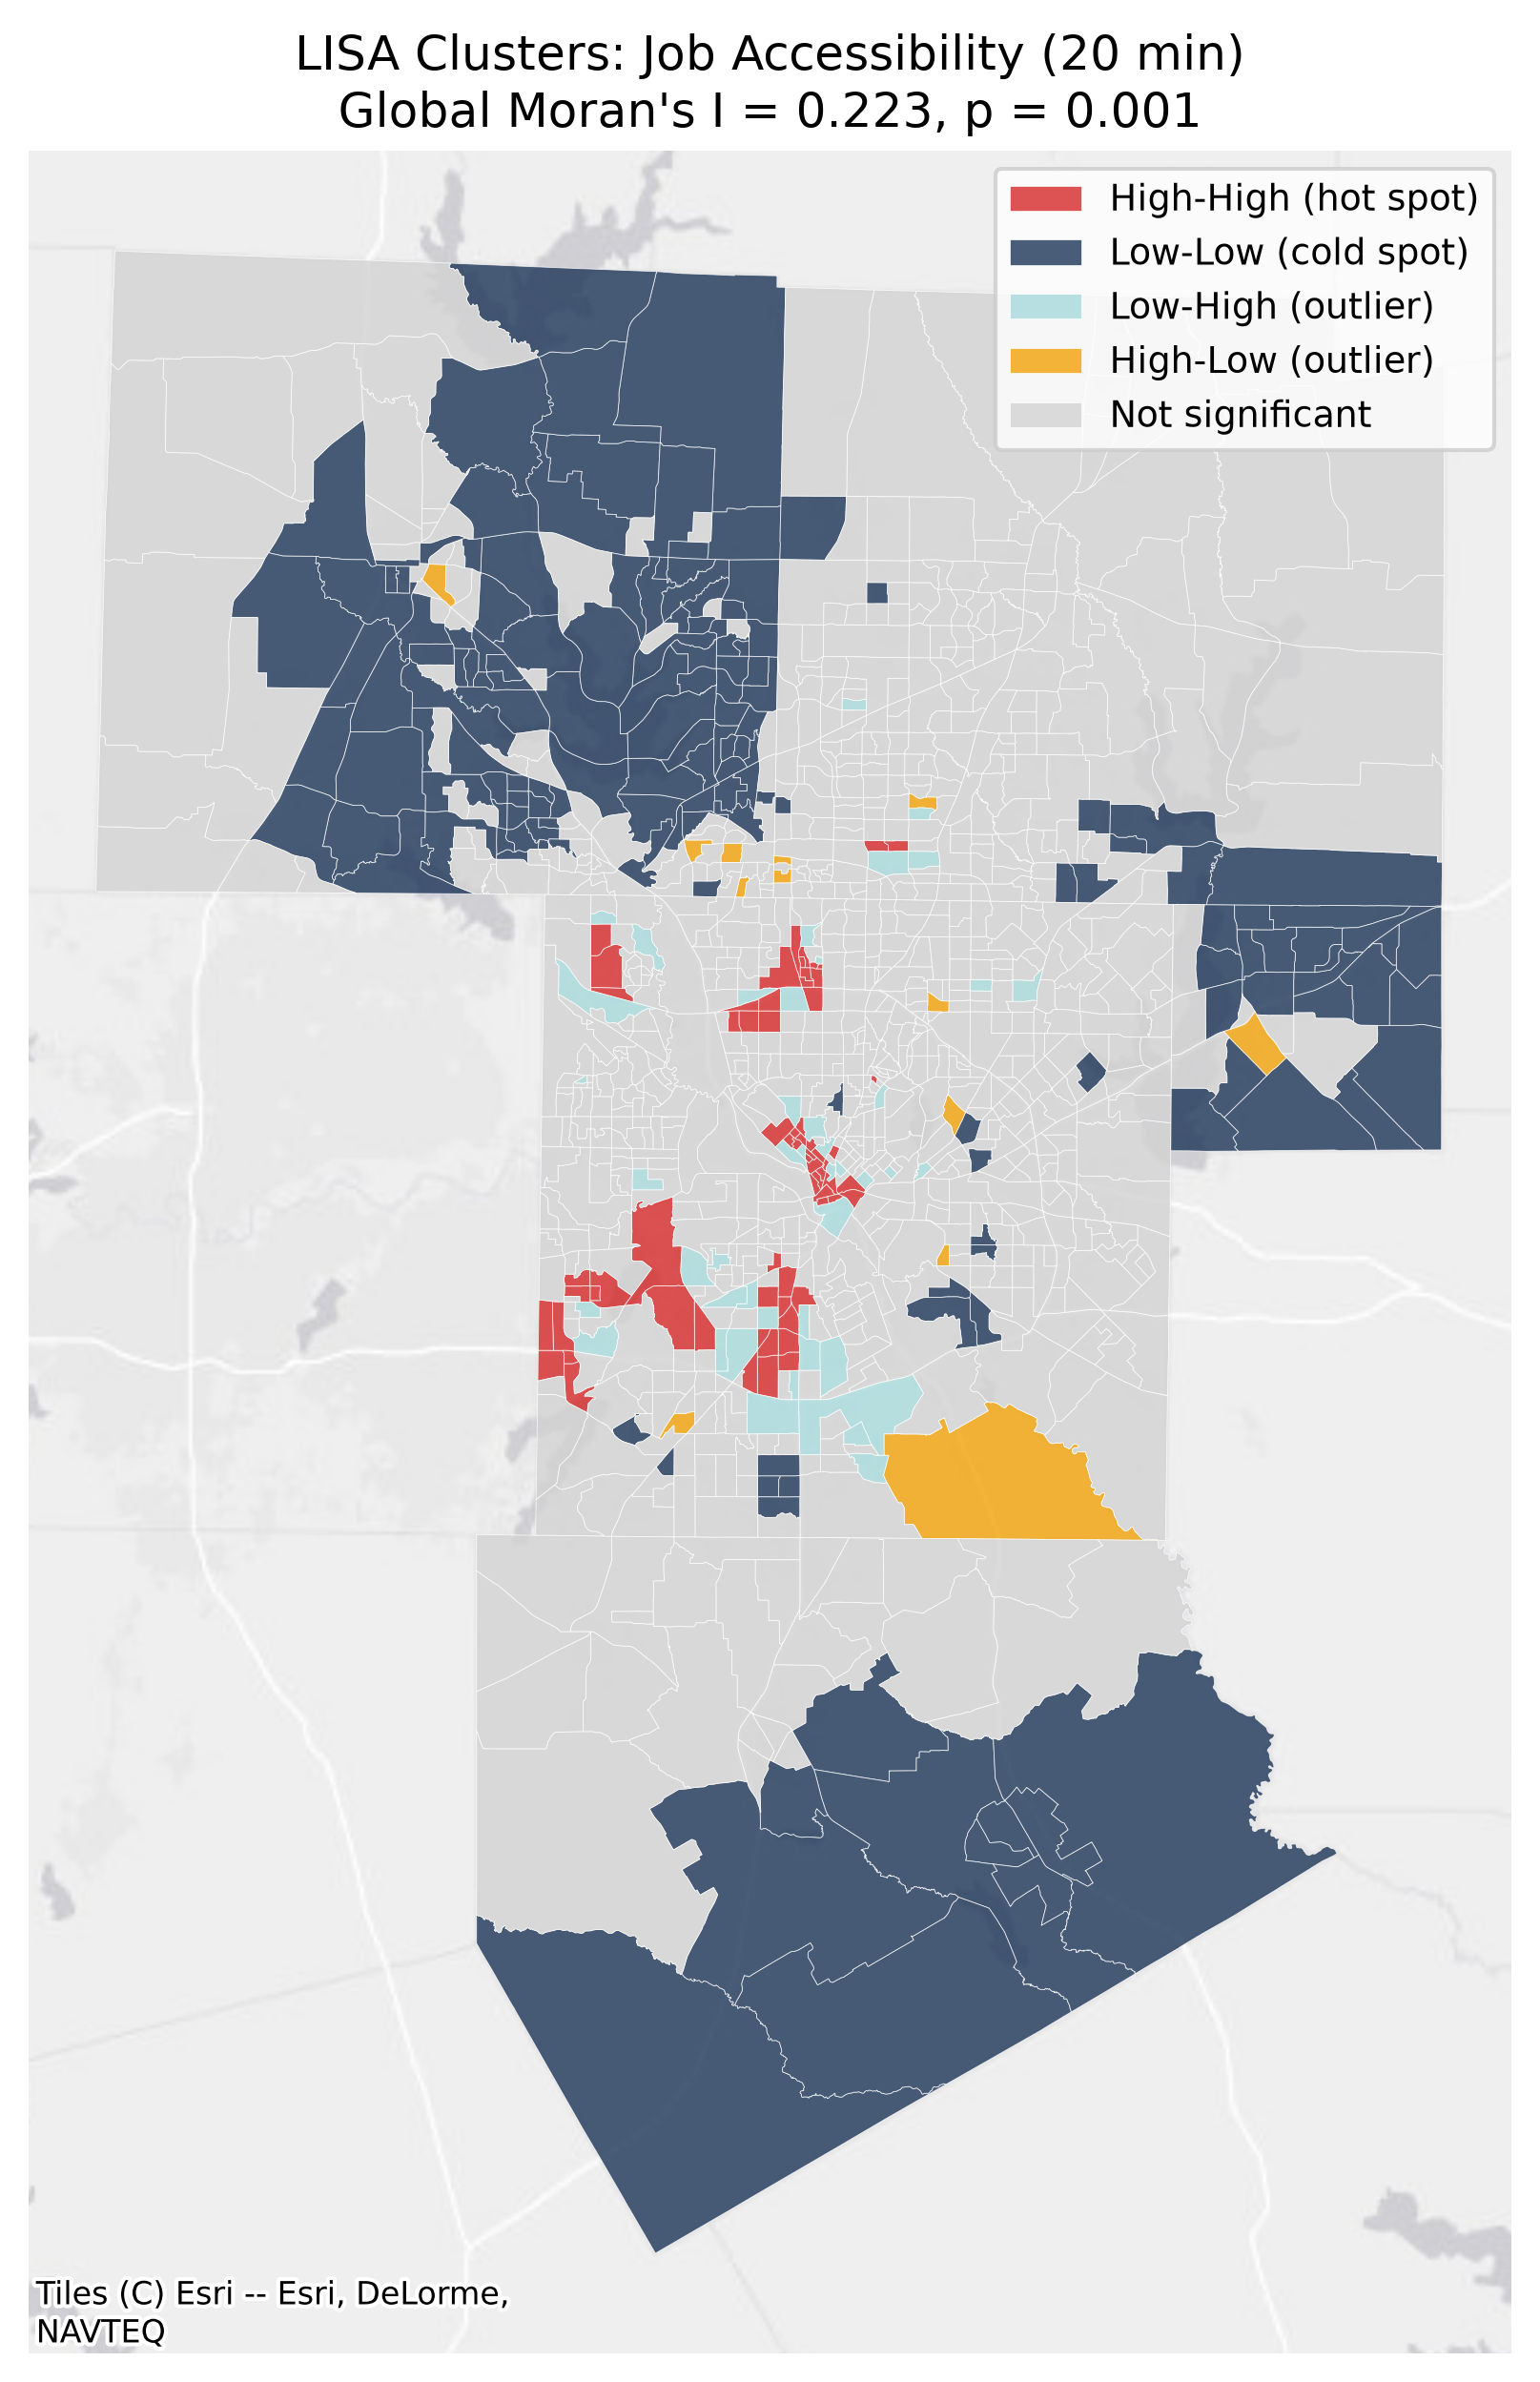 LISA Clusters: Job Accessibility (20 min)
Global Moran's I = 0.223, p = 0.001
High-High (hot spot)
Low-Low (cold spot)
Low-High (outlier)
High-Low (outlier)
Not significant
Tiles (C) Esri -- Esri, DeLorme,
NAVTEQ